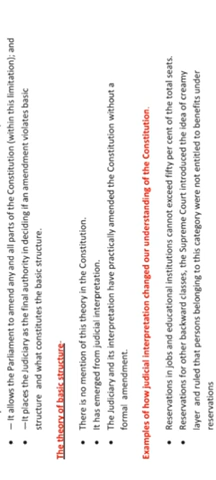 • — It allows the Parliament to amend any and all parts of the Constitution (within this limitation); and
• —It places the Judiciary as the final authority in deciding if an amendment violates basic
structure and what constitutes the basic structure.
The theory of basic structure-
• There is no mention of this theory in the Constitution.
• It has emerged from judicial interpretation.
• The Judiciary and its interpretation have practically amended the Constitution without a
formal amendment.
Examples of how judicial interpretation changed our understanding of the Constitution.
• Reservations in jobs and educational institutions cannot exceed fifty per cent of the total seats.
• Reservations for other backward classes, the Supreme Court introduced the idea of creamy
layer and ruled that persons belonging to this category were not entitled to benefits under
reservations